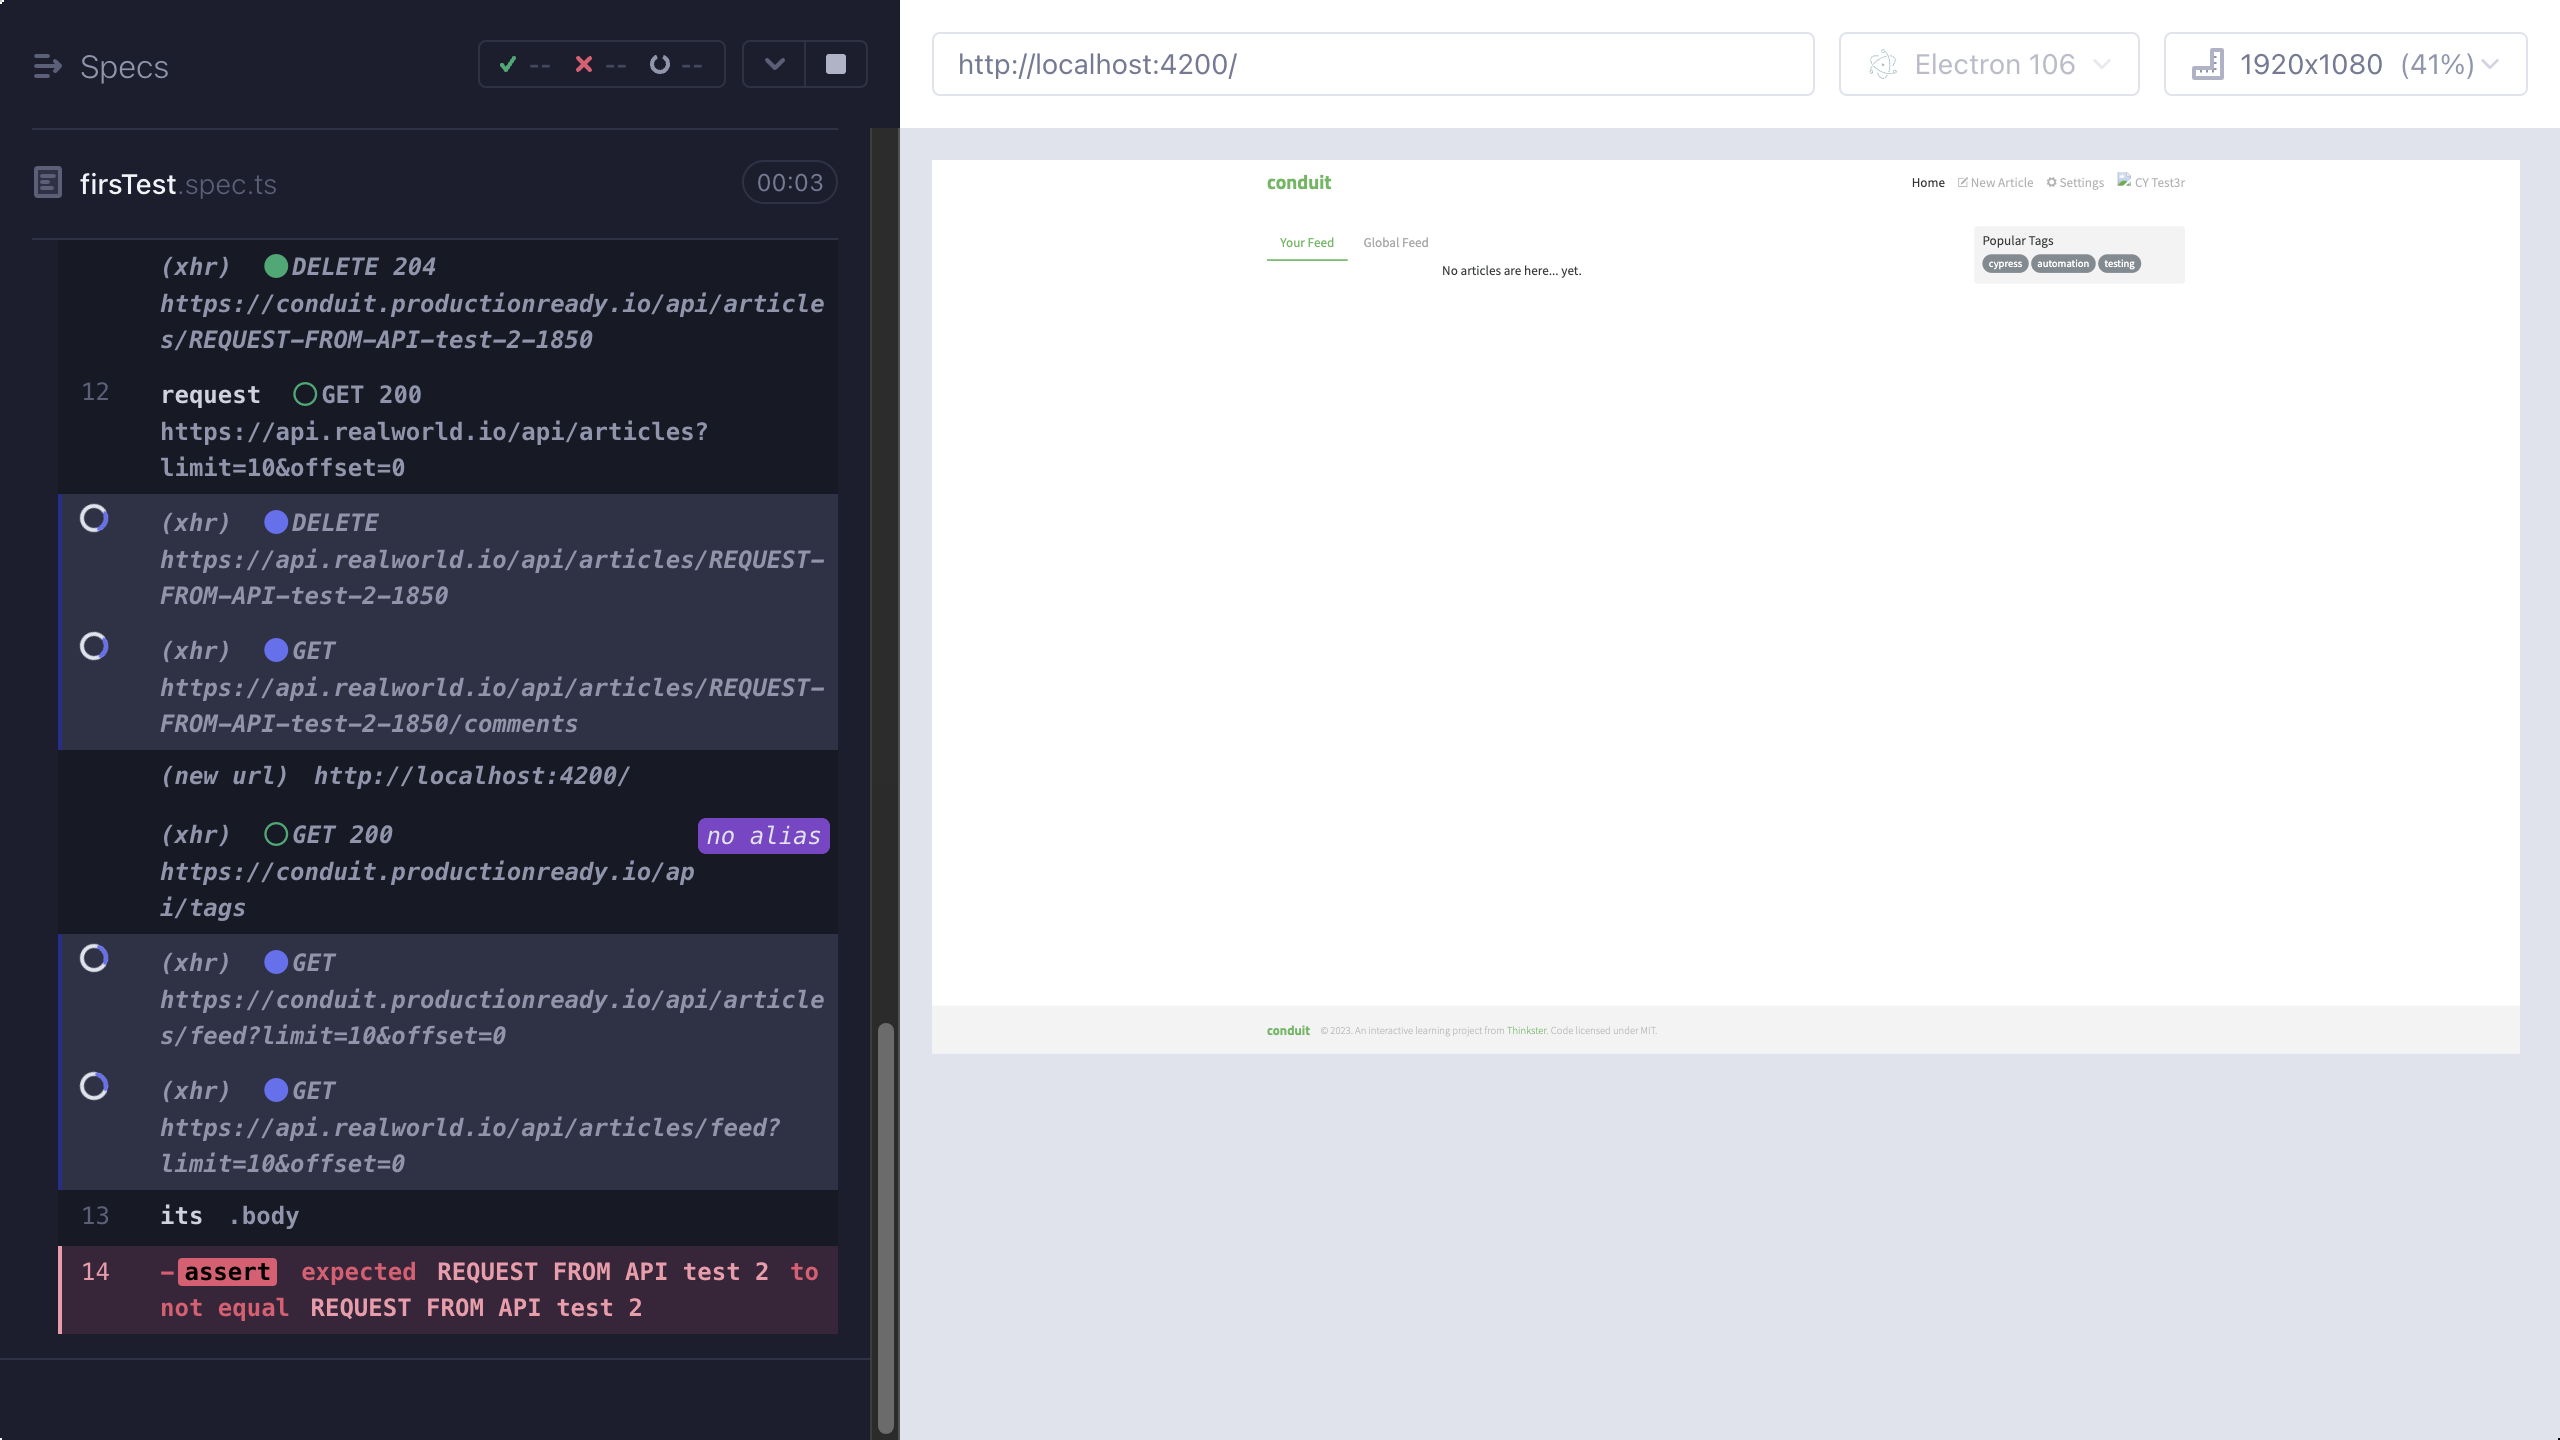 Specs
--
--
--
firsTest.spec.ts
00:03
(xhr) DELETE 204
https://conduit.productionready.io/api/article
s/REQUEST-FROM-API-test-2-1850
12 request GET 200
https://api.realworld.io/api/articles?
limit=10&offset=0
(xhr) DELETE
https://api.realworld.io/api/articles/REQUEST-
FROM-API-test-2-1850
(xhr) GET
https://api.realworld.io/api/articles/REQUEST-
FROM-API-test-2-1850/comments
(new url) http://localhost:4200/
(xhr) GET 200 no alias
https://conduit.productionready.io/ap
i/tags
(xhr) GET
https://conduit.productionready.io/api/article
s/feed?limit=10&offset=0
(xhr) GET
https://api.realworld.io/api/articles/feed?
limit=10&offset=0
13 its .body
14 -assert expected REQUEST FROM API test 2 to
not equal REQUEST FROM API test 2
http://localhost:4200/
Electron 106
1920x1080 (41%)
conduit
Home New Article Settings CY Test3r
Your Feed Global Feed
No articles are here... yet.
Popular Tags
cypress automation testing
conduit © 2023. An interactive learning project from Thinkster. Code licensed under MIT.